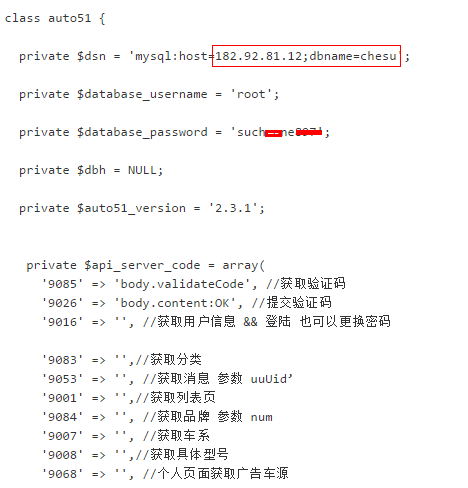 class auto51 {
private $dsn = 'mysql:host=182.92.81.12;dbname=chesu';
private $database_username = 'root';
private $database_password =
private $dbh = NULL;
private $auto51_version = '2.3.1';
private $api_server_code = array(
'9085' => 'body.validateCode', //获取验证码
'9026' => 'body.content:OK', //提交验证码
'9016' => '', //获取用户信息 && 登陆 也可以更换密码
'9083' => '',//获取分类
'9053' => '', //获取消息 参数 uuUid’
'9001' => '',//获取列表页
'9084' => '', //获取品牌 参数 num
'9007' => '', //获取车系
'9008' => '',//获取具体型号
'9068' => '', //个人页面获取广告车源